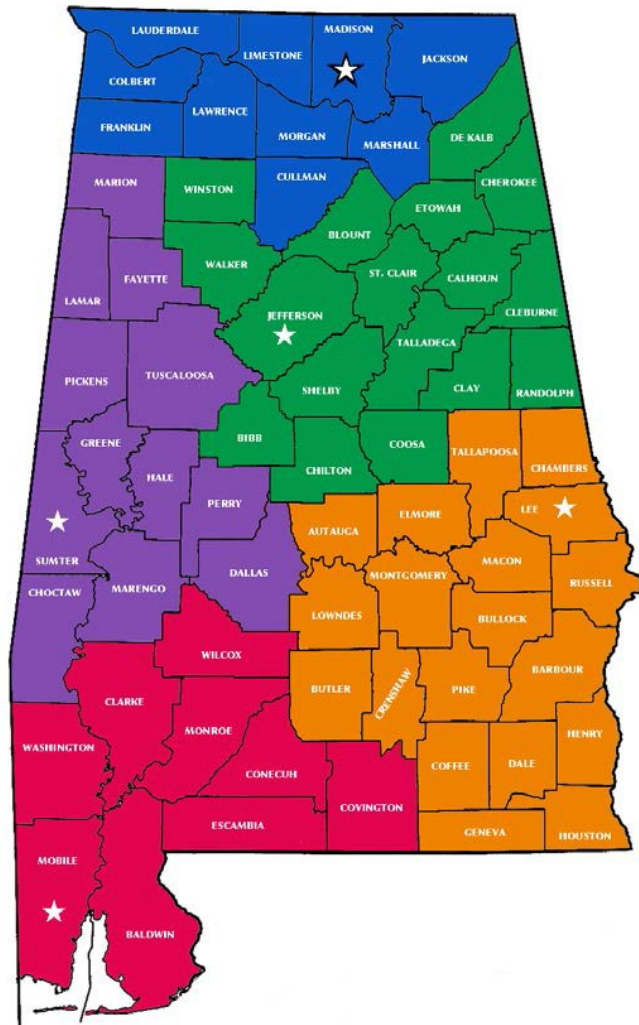 LAUDERDALE
LIMESTONE
MADISON
JACKSON
COLBERT
LAWRENCE
FRANKLIN
MORGAN
MARSHALL
DE KALB
CULLMAN
MARION
WINSTON
CHEROKEE
ETOWAH
BLOUNT
WALKER
ST. CLAIR
CALHOUN
FAYETTE
LAMAR
JEFFERSON
CLEBURNE
TALLADEGA
TUSCALOOSA
PICKENS
SHELBY
CLAY
RANDOLPH
GREENE
BIBB
COOSA
TALLAPOOSA
CHAMBERS
HALE
CHILTON
PERRY
LEE
ELMORE
AUTAUGA
SUMTER
MACON
DALLAS
MONTGOMERY
RUSSELL
CHOCTAW
MARENGO
LOWNDES
BULLOCK
WILCOX
BARBOUR
CLARKE
BUTLER
CRENSHAW
PIKE
MONROE
HENRY
WASHINGTON
CONECUH
COFFEE
DALE
COVINGTON
ESCAMBIA
GENEVA
HOUSTON
MOBILE
BALDWIN